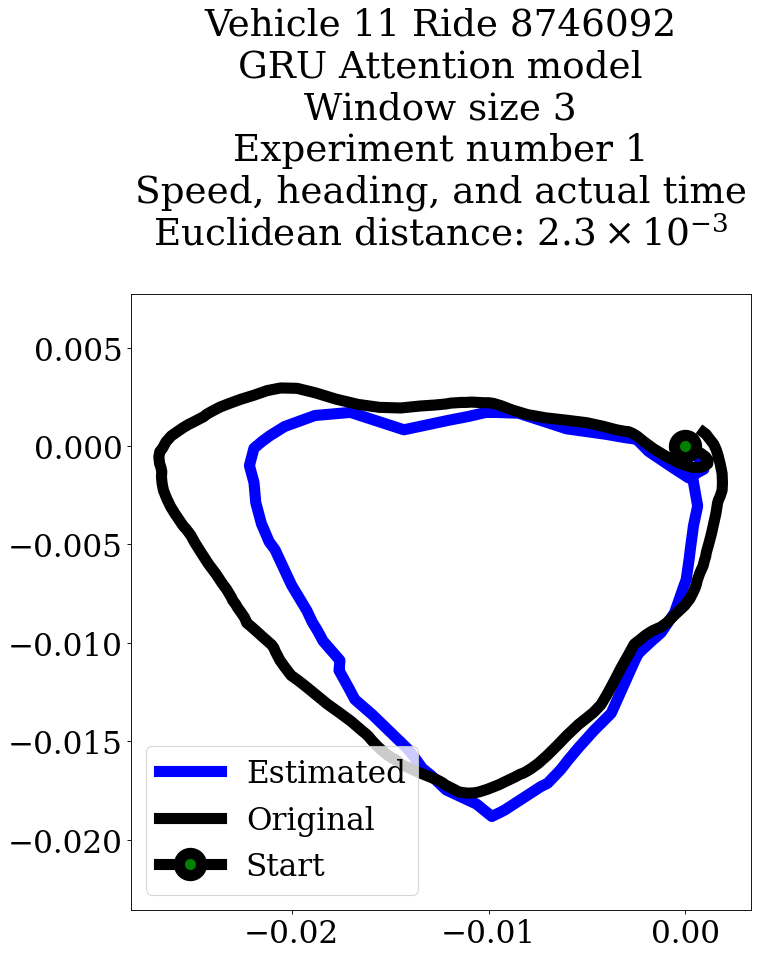 Vehicle 11 Ride 8746092
GRU Attention model
Window size 3
Experiment number 1
Speed, heading, and actual time
Euclidean distance: 2.3 × 10⁻³
0.005
0.000
−0.005
−0.010
−0.015
−0.020
Estimated
Original
Start
−0.02
−0.01
0.00